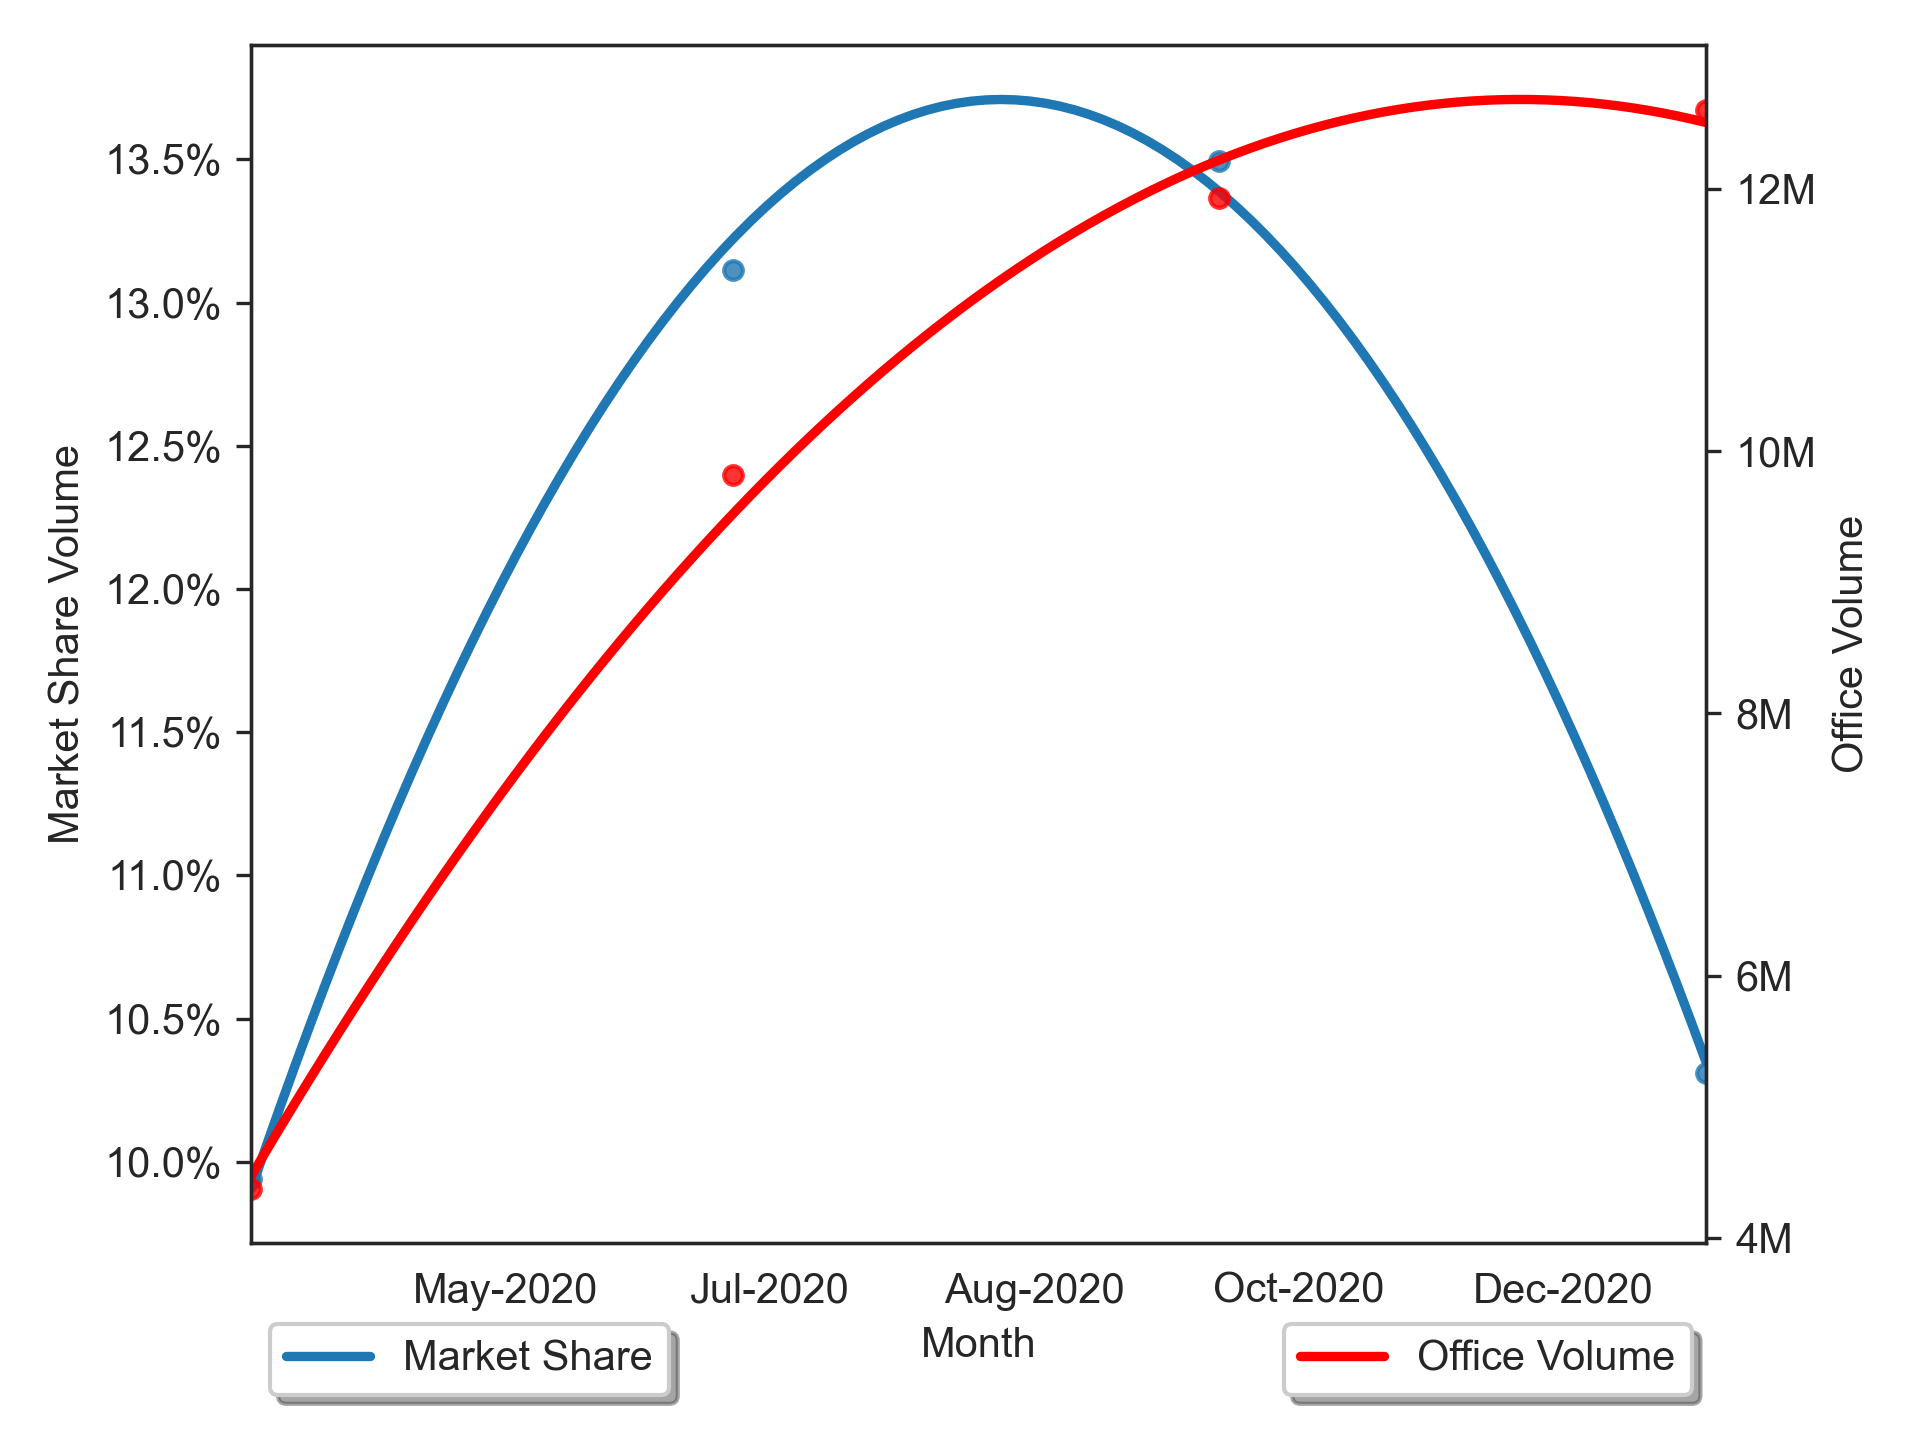 13.5%
13.0%
12.5%
12.0%
11.5%
11.0%
10.5%
10.0%
Market Share Volume
12M
10M
8M
6M
4M
Office Volume
May-2020 Jul-2020 Aug-2020 Oct-2020 Dec-2020
Month
Market Share
Office Volume